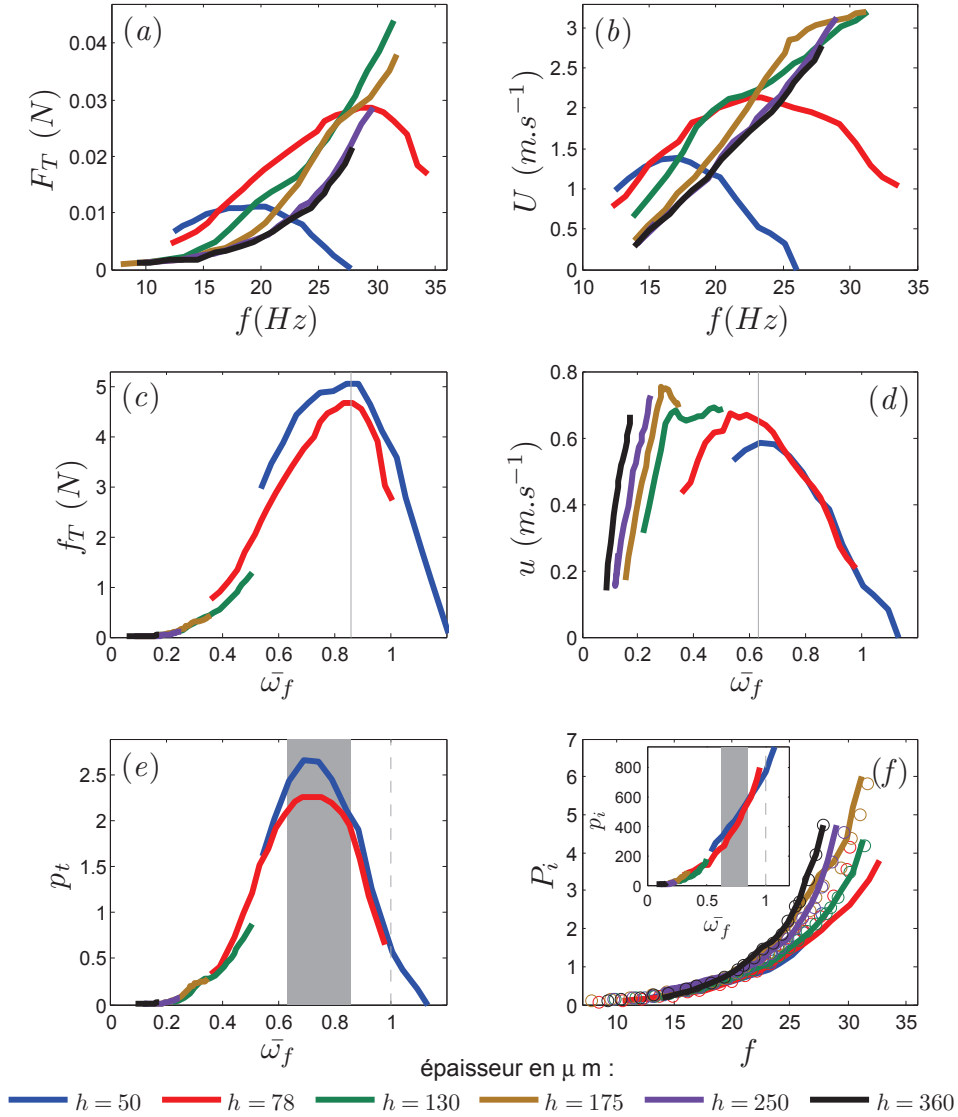 (a)
F_T (N)
0.04
0.03
0.02
0.01
0
10 15 20 25 30 35
f(Hz)
(b)
U (m.s⁻¹)
3
2.5
2
1.5
1
0.5
0
10 15 20 25 30 35
f(Hz)
(c)
f_T (N)
5
4
3
2
1
0
0 0.2 0.4 0.6 0.8 1
ω̄_f
(d)
u (m.s⁻¹)
0.8
0.6
0.4
0.2
0
0 0.2 0.4 0.6 0.8 1
ω̄_f
(e)
p_t
2.5
2
1.5
1
0.5
0
0 0.2 0.4 0.6 0.8 1
ω̄_f
(f)
P_i
7
6
5
4
3
2
1
0
10 15 20 25 30 35
f
p_i
800
600
400
200
0
0 0.5 1
ω̄_f
épaisseur en μ m :
h = 50 h = 78 h = 130 h = 175 h = 250 h = 360